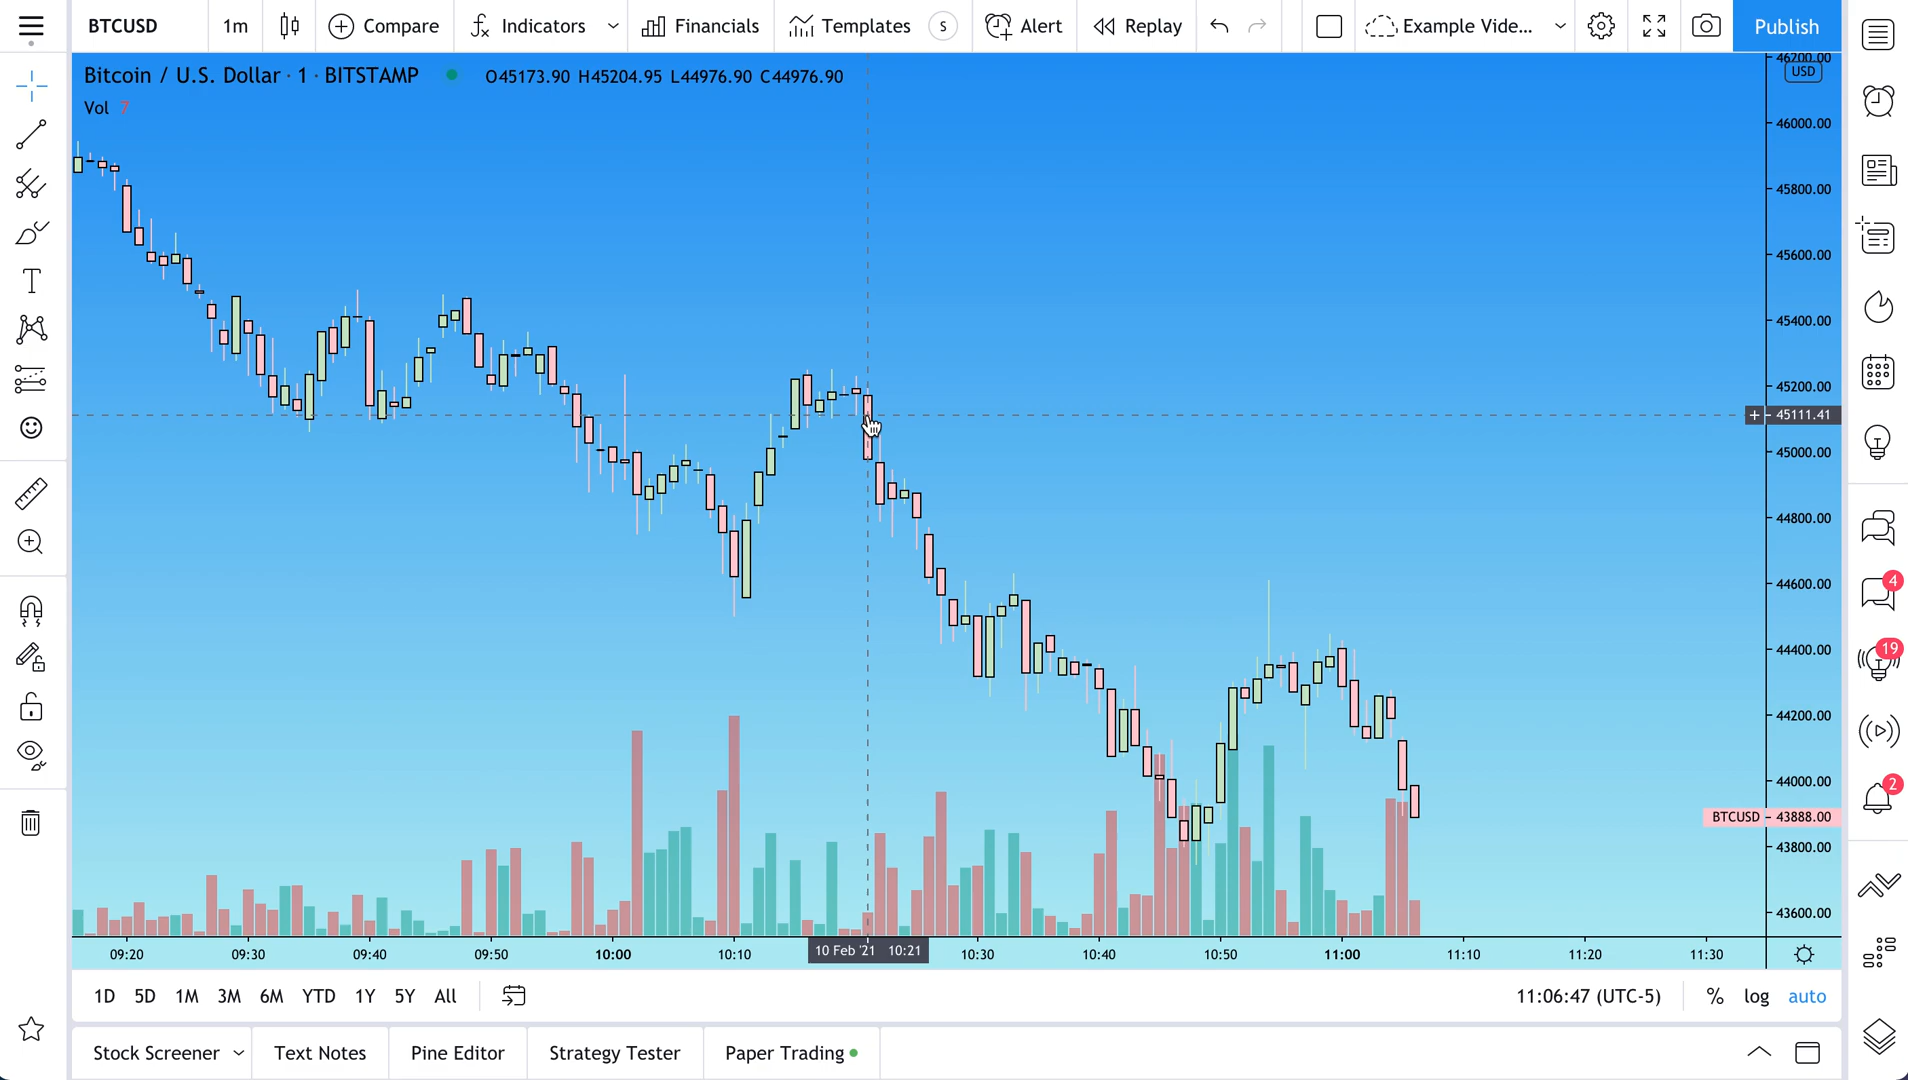 BTCUSD 1m Compare Indicators Financials Templates S Alert Replay Example Vide... Publish
Bitcoin / U.S. Dollar · 1 · BITSTAMP O45173.90 H45204.95 L44976.90 C44976.90
Vol 7
46200.00
USD
46000.00
45800.00
45600.00
45400.00
45200.00
+ 45111.41
45000.00
44800.00
44600.00
44400.00
44200.00
44000.00
BTCUSD 43888.00
43800.00
43600.00
4
19
2
09:20 09:30 09:40 09:50 10:00 10:10 10 Feb '21 10:21 10:30 10:40 10:50 11:00 11:10 11:20 11:30
1D 5D 1M 3M 6M YTD 1Y 5Y All 11:06:47 (UTC-5) % log auto
Stock Screener Text Notes Pine Editor Strategy Tester Paper Trading